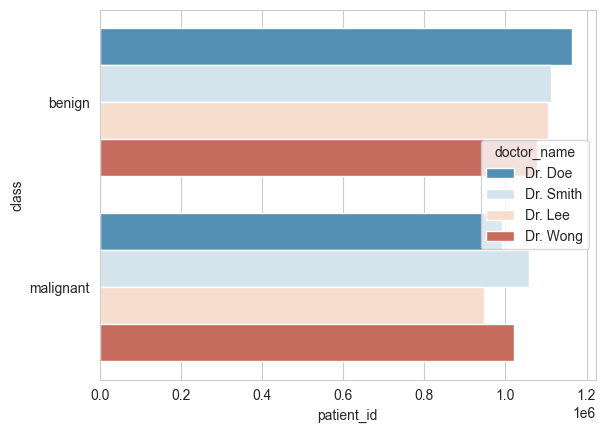 benign
malignant
class
doctor_name
Dr. Doe
Dr. Smith
Dr. Lee
Dr. Wong
0.0 0.2 0.4 0.6 0.8 1.0 1.2
1e6
patient_id